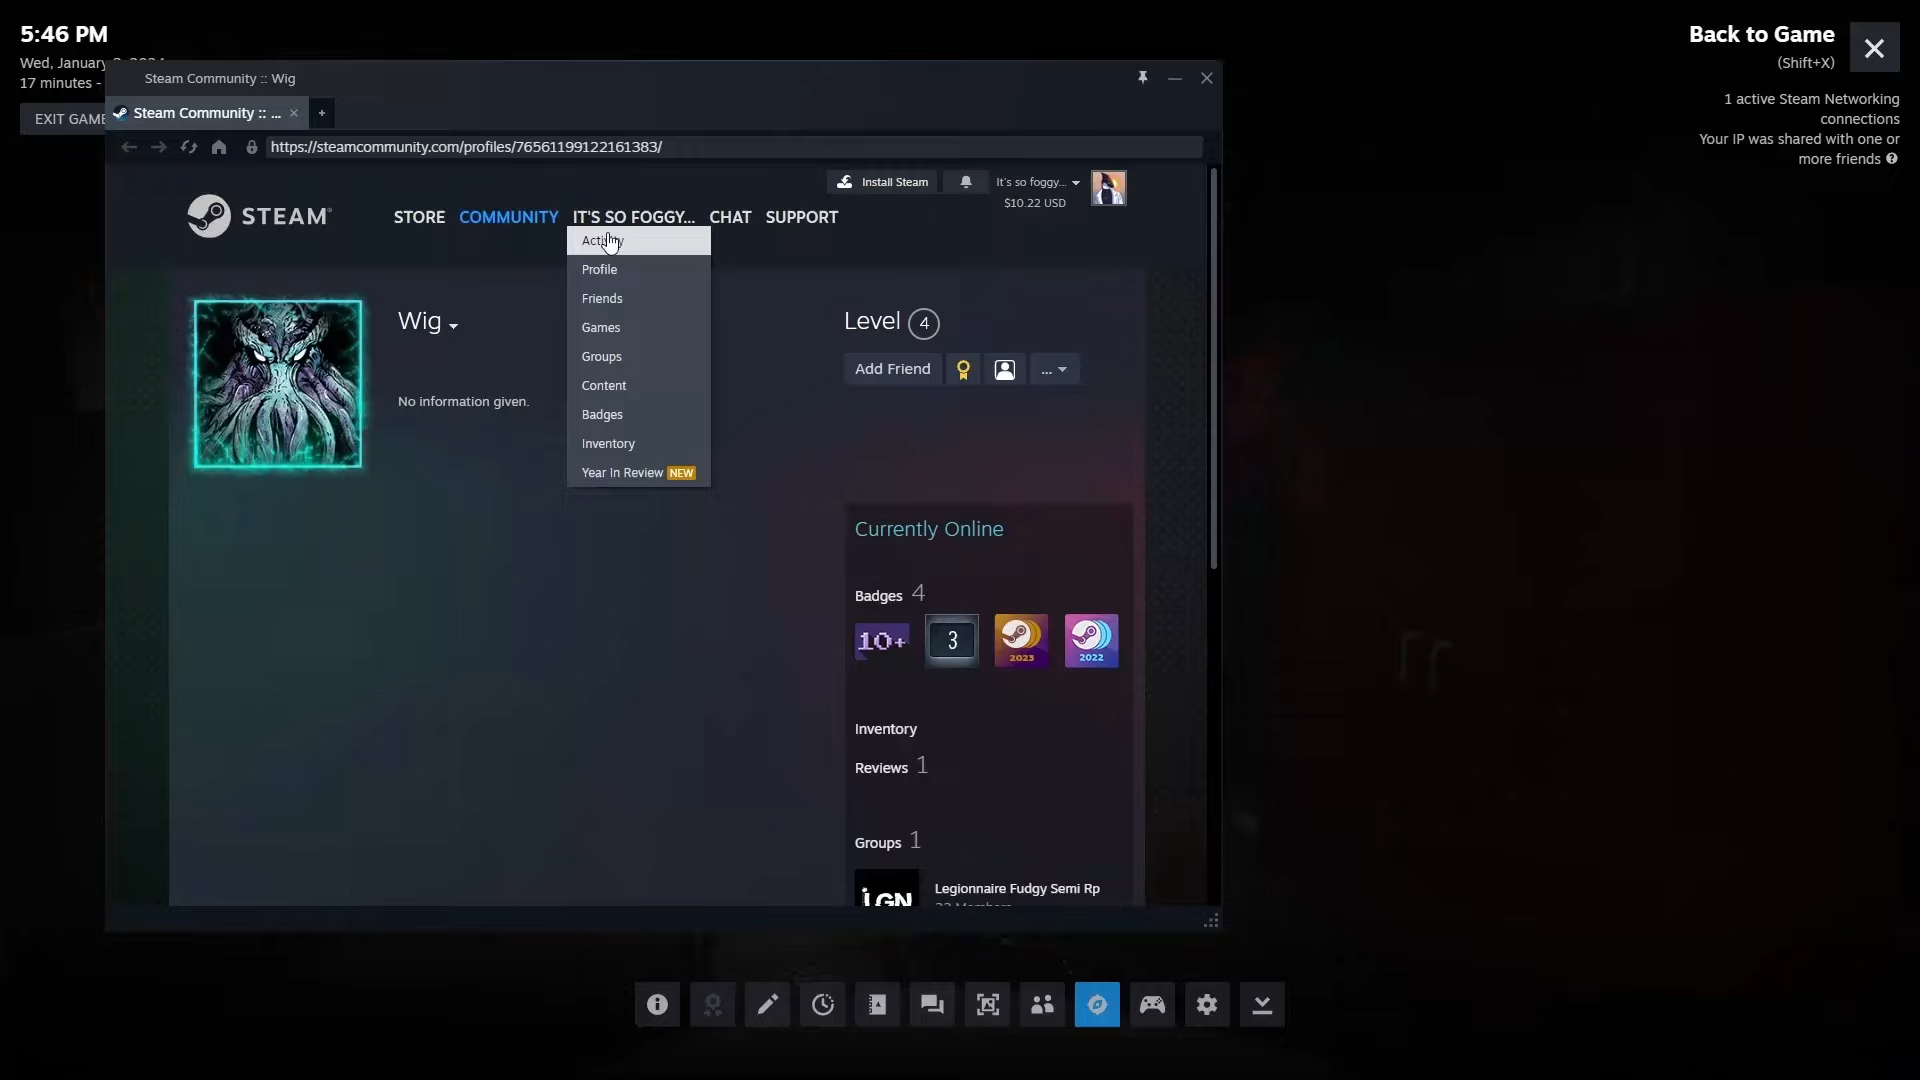 5:46 PM
Wed, January
17 minutes -
EXIT GAME
Back to Game
(Shift+X)
1 active Steam Networking
connections
Your IP was shared with one or
more friends
Steam Community :: Wig
Steam Community :: ...
https://steamcommunity.com/profiles/76561199122161383/
Install Steam
It's so foggy...
$10.22 USD
STEAM
STORE
COMMUNITY
IT'S SO FOGGY...
CHAT
SUPPORT
Activity
Profile
Friends
Games
Groups
Content
Badges
Inventory
Year In Review NEW
Wig
No information given.
Level 4
Add Friend
...
Currently Online
Badges 4
10+
3
2023
2022
Inventory
Reviews 1
Groups 1
LGN
Legionnaire Fudgy Semi Rp